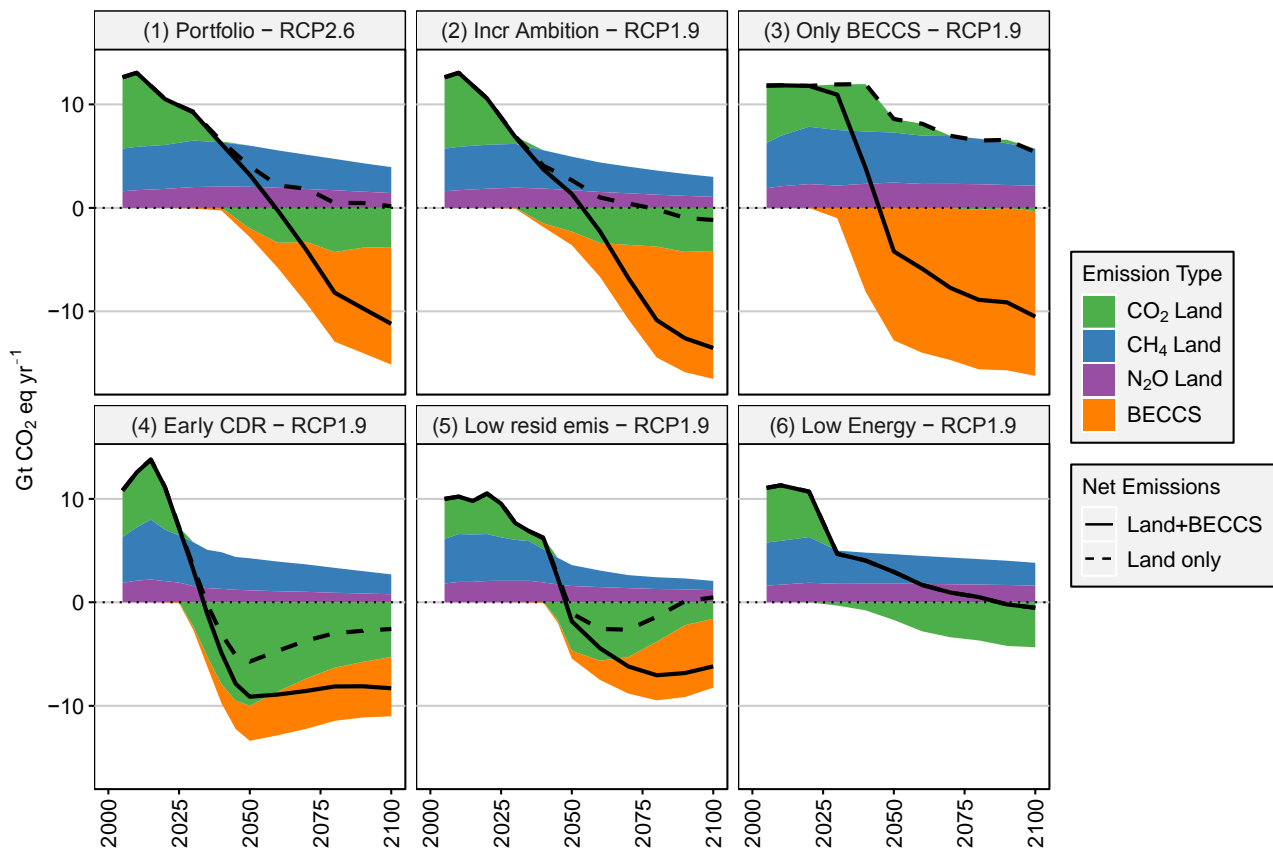 (1) Portfolio − RCP2.6
(2) Incr Ambition − RCP1.9
(3) Only BECCS − RCP1.9
10
0
−10
(4) Early CDR − RCP1.9
(5) Low resid emis − RCP1.9
(6) Low Energy − RCP1.9
10
0
−10
Gt CO₂ eq yr⁻¹
2000 2025 2050 2075 2100
2000 2025 2050 2075 2100
2000 2025 2050 2075 2100
Emission Type
CO₂ Land
CH₄ Land
N₂O Land
BECCS
Net Emissions
Land+BECCS
Land only